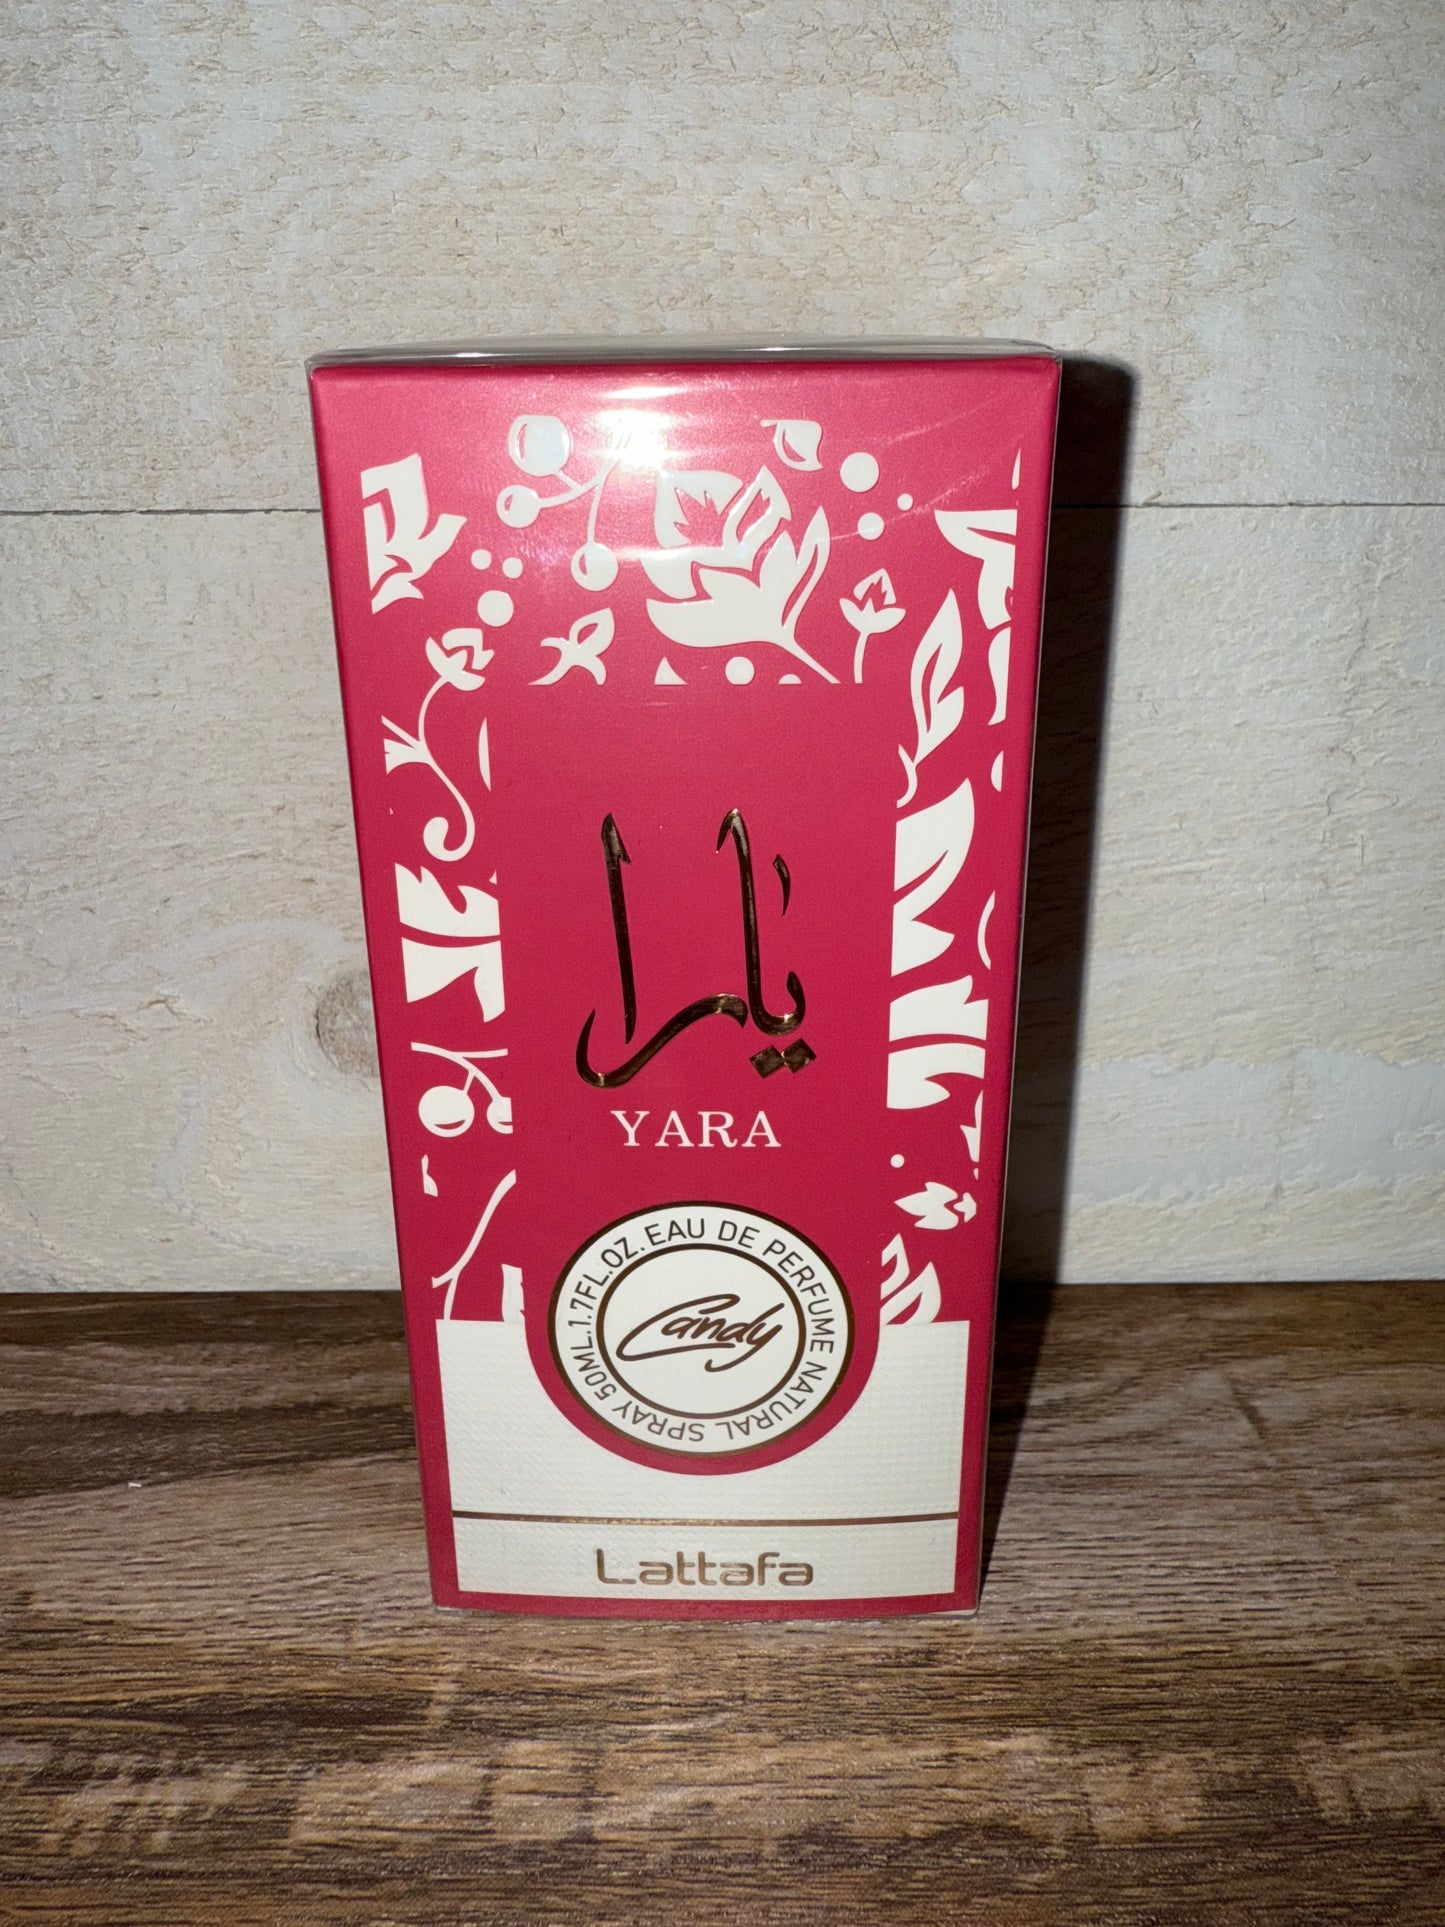 يارا
YARA
50ML.1.7FL.OZ. EAU DE PERFUME NATURAL SPRAY
Candy
Lattafa